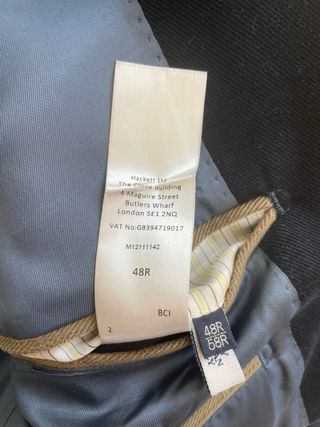 Hackett Ltd
The Clove Building
4 Maguire Street
Butlers Wharf
London SE1 2NQ
VAT No:GB394719017
M12111142
48R
BCI
2
48R
58R
2